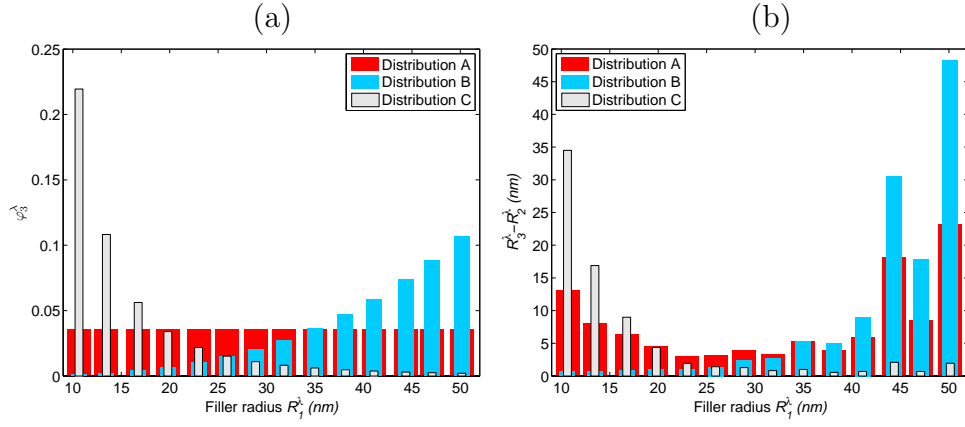 (a)
0.25
0.2
0.15
0.1
0.05
0
φ₃^λ
10 15 20 25 30 35 40 45 50
Filler radius R₁^λ (nm)
Distribution A
Distribution B
Distribution C
(b)
50
45
40
35
30
25
20
15
10
5
0
R₃^λ−R₂^λ (nm)
10 15 20 25 30 35 40 45 50
Filler radius R₁^λ (nm)
Distribution A
Distribution B
Distribution C